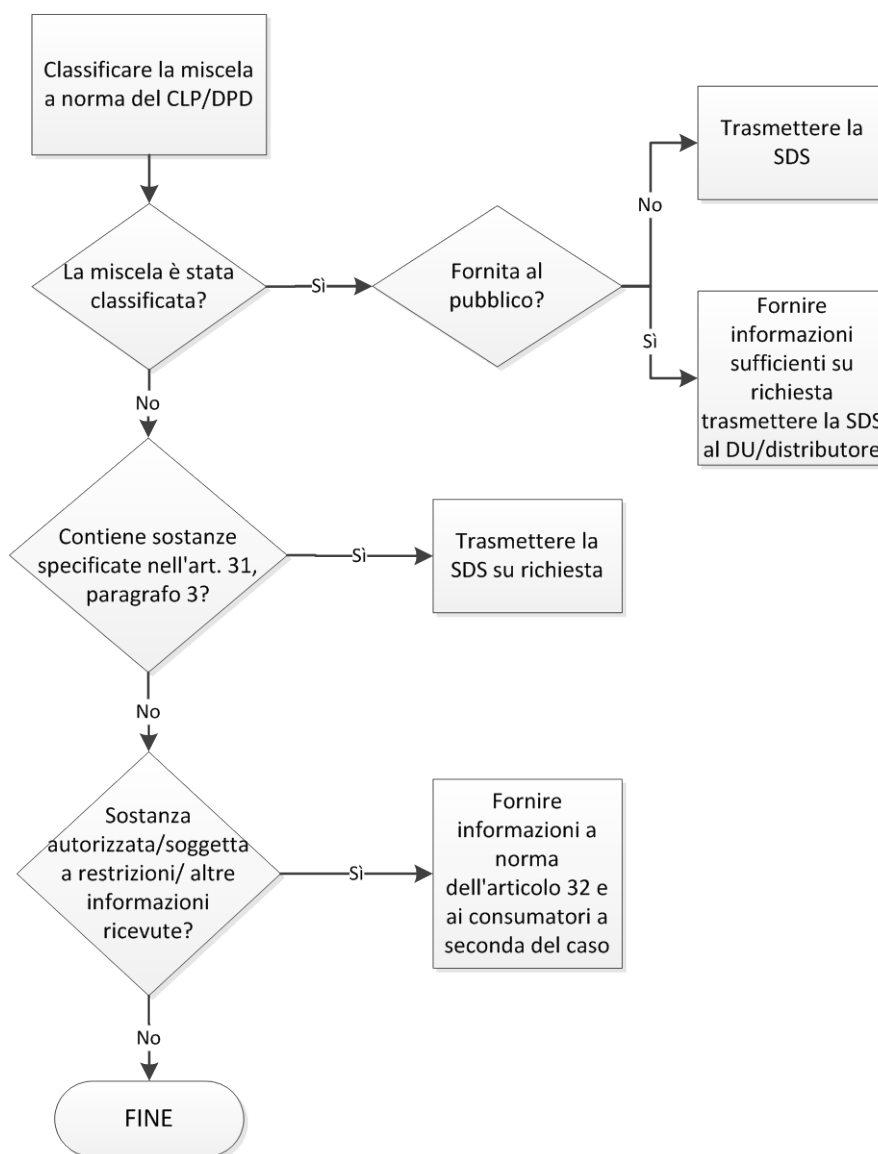 Classificare la miscela
a norma del CLP/DPD
Trasmettere la
SDS
No
La miscela è stata
classificata?
Sì
Fornita al
pubblico?
Sì
Fornire
informazioni
sufficienti su
richiesta
trasmettere la SDS
al DU/distributore
No
Contiene sostanze
specificate nell'art. 31,
paragrafo 3?
Sì
Trasmettere la
SDS su richiesta
No
Sostanza
autorizzata/soggetta
a restrizioni/ altre
informazioni
ricevute?
Sì
Fornire
informazioni a
norma
dell'articolo 32 e
ai consumatori a
seconda del caso
No
FINE